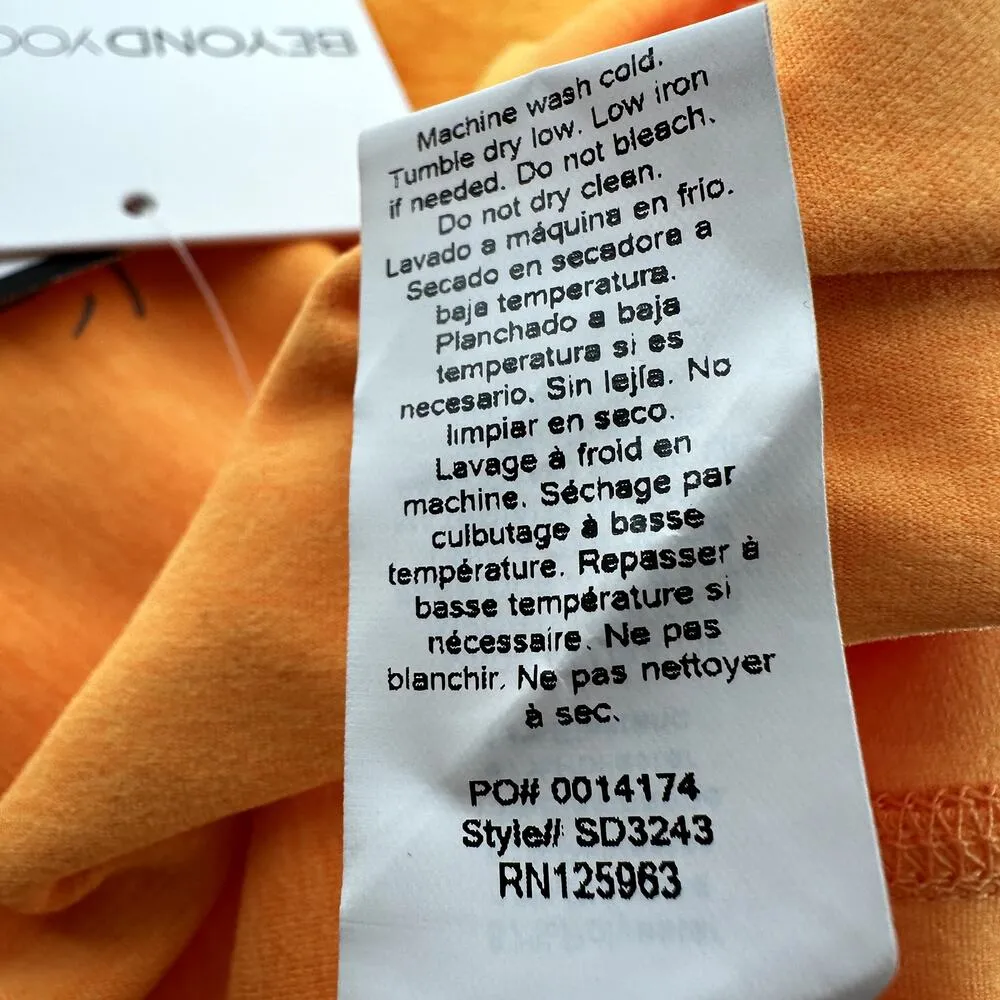 BEYOND YOG
Machine wash cold.
Tumble dry low. Low iron
if needed. Do not bleach.
Do not dry clean.
Lavado a máquina en frío.
Secado en secadora a
baja temperatura.
Planchado a baja
temperatura si es
necesario. Sin lejía. No
limpiar en seco.
Lavage à froid en
machine. Séchage par
culbutage à basse
température. Repasser à
basse température si
nécessaire. Ne pas
blanchir. Ne pas nettoyer
à sec.
PO# 0014174
Style# SD3243
RN125963